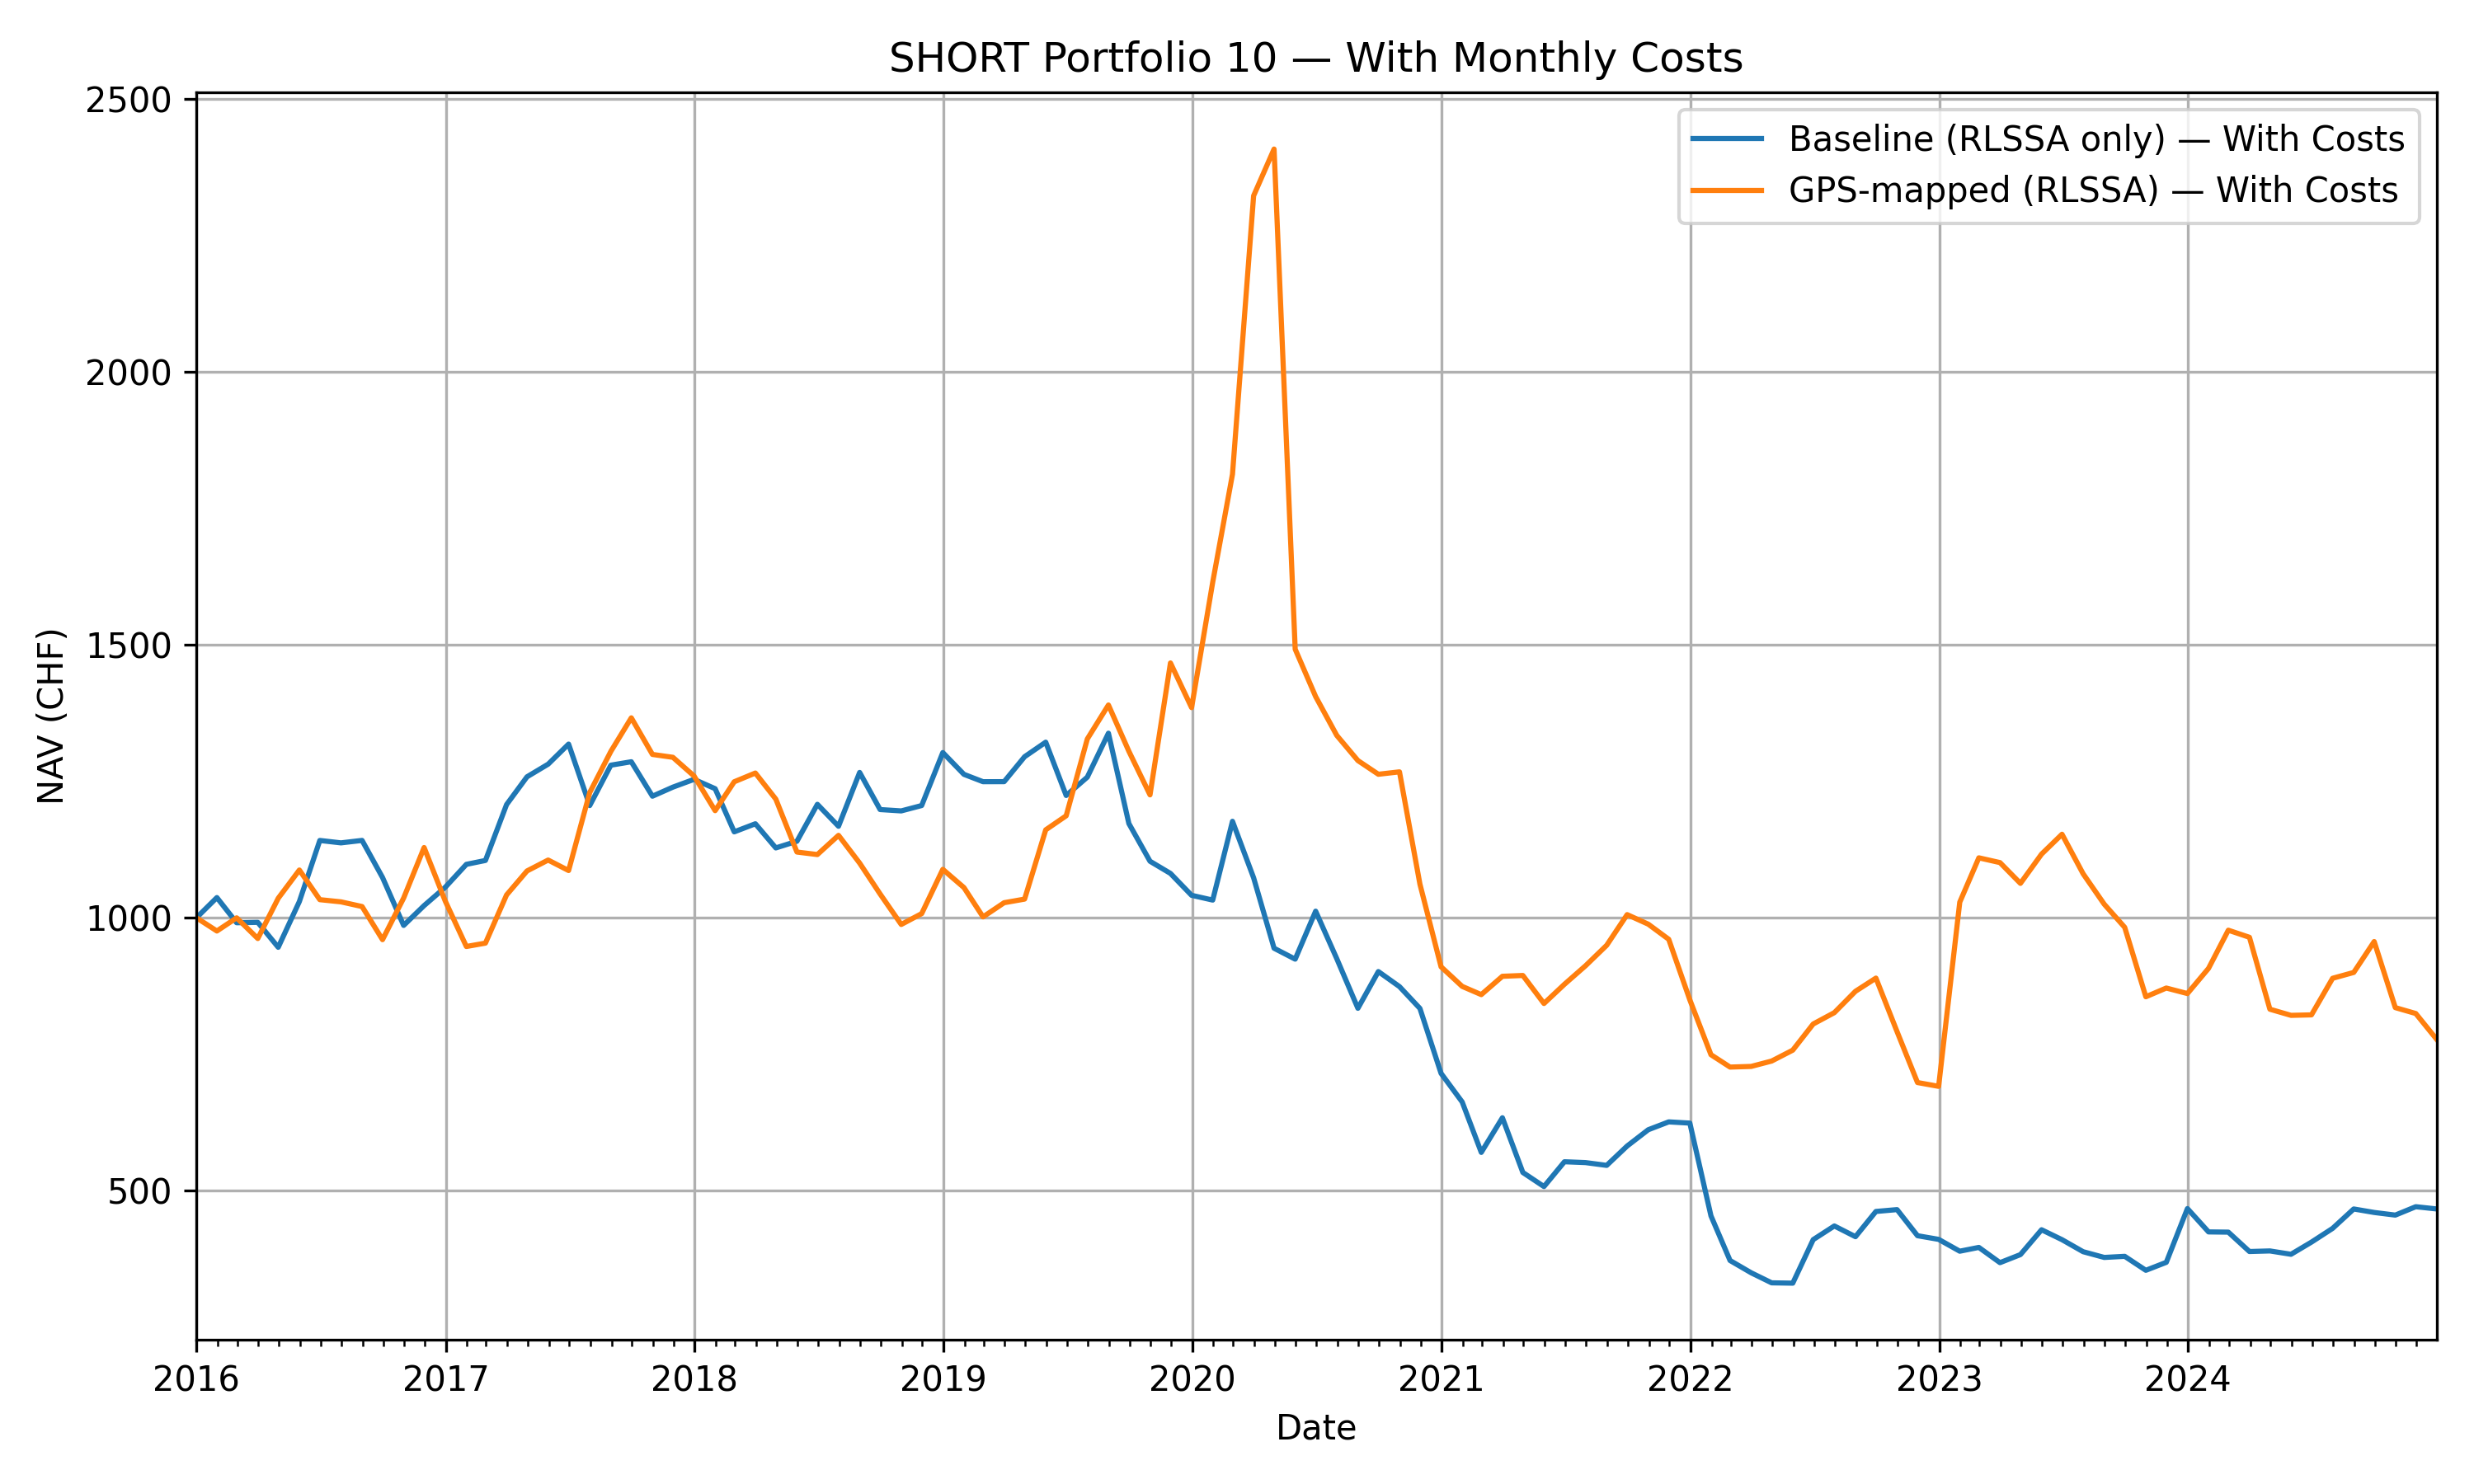 SHORT Portfolio 10 — With Monthly Costs
Baseline (RLSSA only) — With Costs
GPS-mapped (RLSSA) — With Costs
NAV (CHF)
2500
2000
1500
1000
500
2016 2017 2018 2019 2020 2021 2022 2023 2024
Date